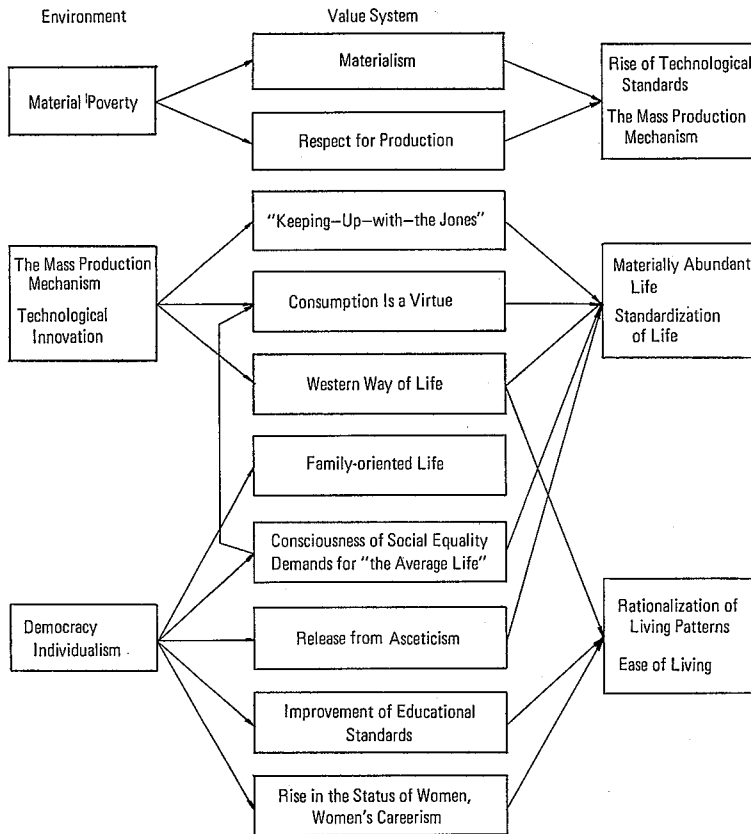 Environment
Value System
Materialism
Material Poverty
Respect for Production
Rise of Technological
Standards
The Mass Production
Mechanism
"Keeping-Up-with-the Jones"
The Mass Production
Mechanism
Technological
Innovation
Consumption Is a Virtue
Western Way of Life
Materially Abundant
Life
Standardization
of Life
Family-oriented Life
Consciousness of Social Equality
Demands for "the Average Life"
Democracy
Individualism
Release from Asceticism
Improvement of Educational
Standards
Rise in the Status of Women,
Women's Careerism
Rationalization of
Living Patterns
Ease of Living